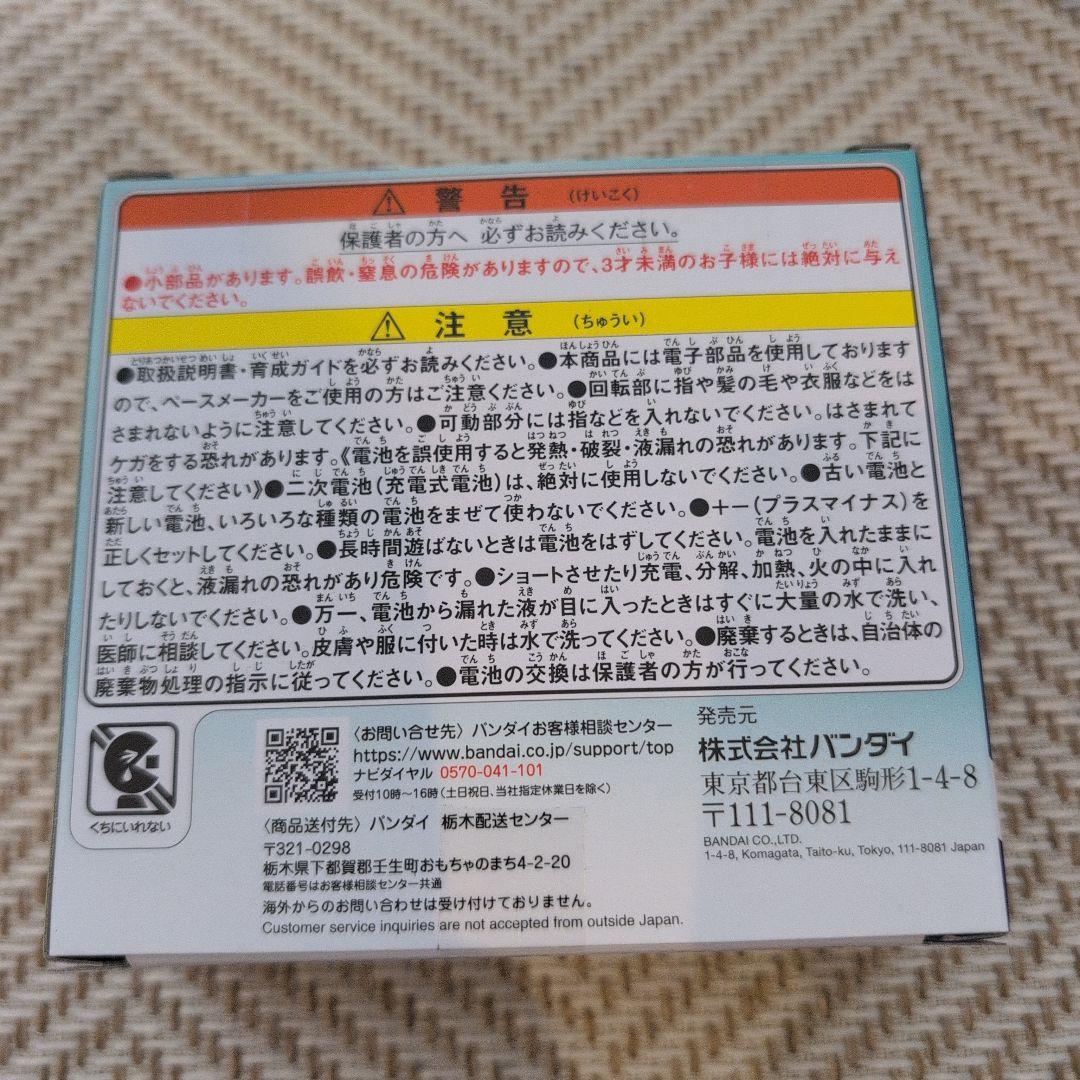 ⚠ 警告 (けいこく)
保護者の方へ 必ずお読みください。
●小部品があります。誤飲・窒息の危険がありますので、3才未満のお子様には絶対に与え
ないでください。
⚠ 注意 (ちゅうい)
●取扱説明書・育成ガイドを必ずお読みください。●本商品には電子部品を使用しております
ので、ペースメーカーをご使用の方はご注意ください。●回転部に指や髪の毛や衣服などをは
さまれないように注意してください。●可動部分には指などを入れないでください。はさまれて
ケガをする恐れがあります。《電池を誤使用すると発熱・破裂・液漏れの恐れがあります。下記に
注意してください》●二次電池(充電式電池)は、絶対に使用しないでください。●古い電池と
新しい電池、いろいろな種類の電池をまぜて使わないでください。●+−(プラスマイナス)を
正しくセットしてください。●長時間遊ばないときは電池をはずしてください。電池を入れたままに
しておくと、液漏れの恐れがあり危険です。●ショートさせたり充電、分解、加熱、火の中に入れ
たりしないでください。●万一、電池から漏れた液が目に入ったときはすぐに大量の水で洗い、
医師に相談してください。皮膚や服に付いた時は水で洗ってください。●廃棄するときは、自治体の
廃棄物処理の指示に従ってください。●電池の交換は保護者の方が行ってください。
くちにいれない
〈お問い合せ先〉バンダイお客様相談センター
https://www.bandai.co.jp/support/top
ナビダイヤル 0570-041-101
受付10時〜16時(土日祝日、当社指定休業日を除く)
〈商品送付先〉バンダイ 栃木配送センター
〒321-0298
栃木県下都賀郡壬生町おもちゃのまち4-2-20
電話番号はお客様相談センター共通
海外からのお問い合わせは受け付けておりません。
Customer service inquiries are not accepted from outside Japan.
発売元
株式会社バンダイ
東京都台東区駒形1-4-8
〒111-8081
BANDAI CO.,LTD.
1-4-8, Komagata, Taito-ku, Tokyo, 111-8081 Japan